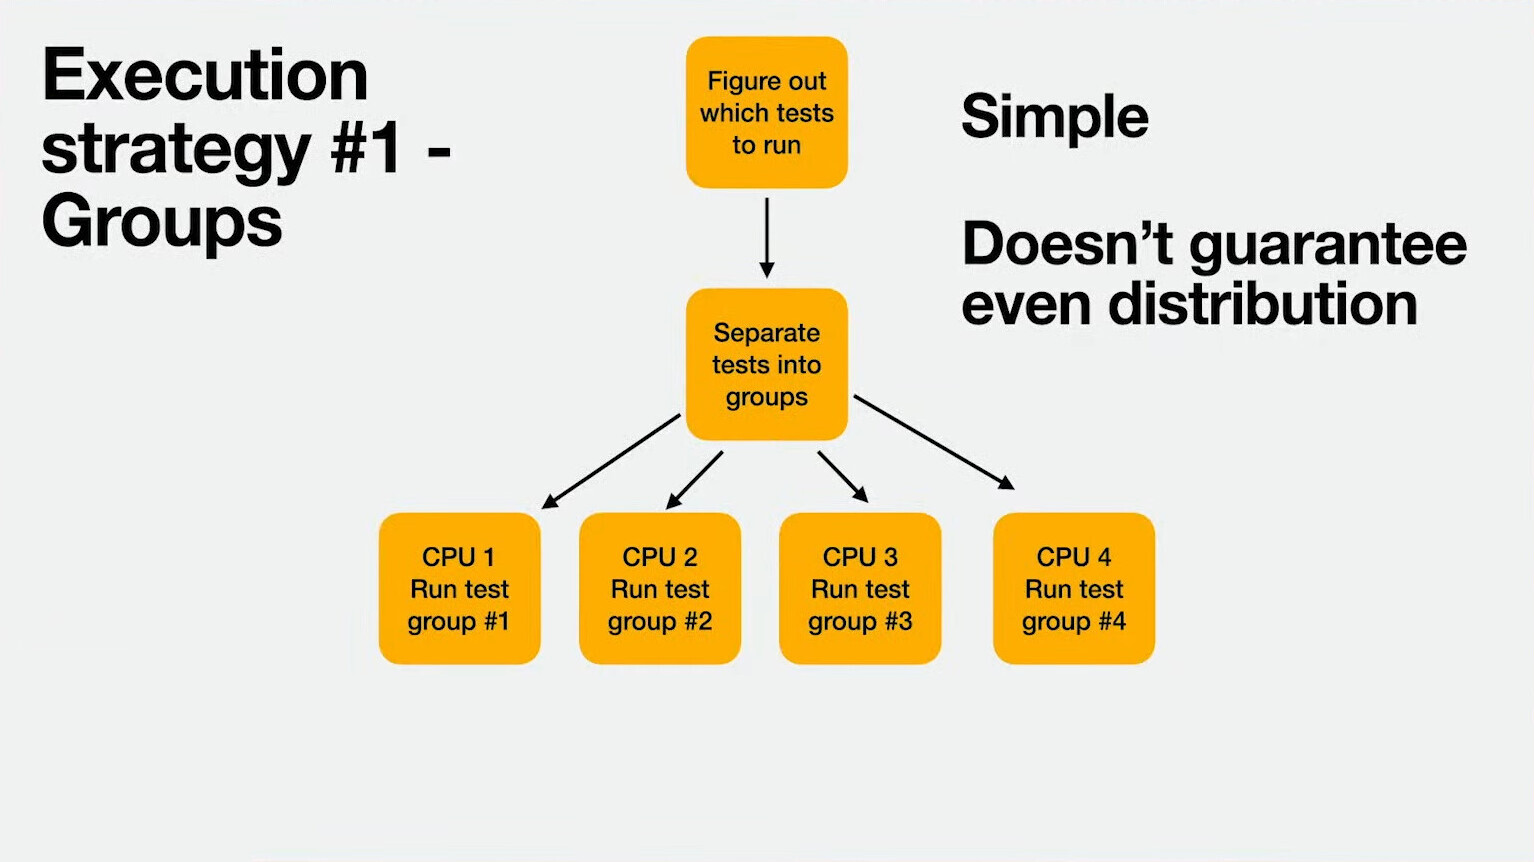 Execution
strategy #1 -
Groups
Figure out
which tests
to run
Simple
Doesn’t guarantee
even distribution
Separate
tests into
groups
CPU 1
Run test
group #1
CPU 2
Run test
group #2
CPU 3
Run test
group #3
CPU 4
Run test
group #4